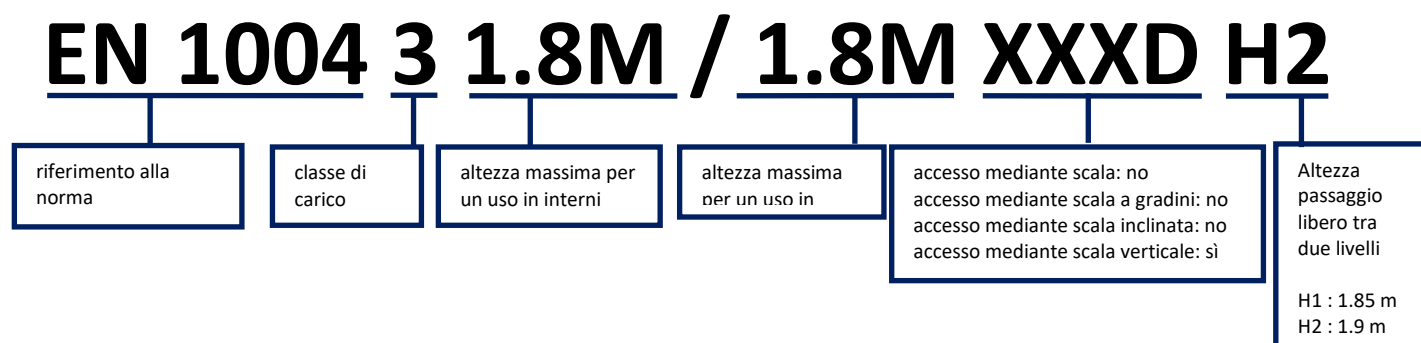 EN 1004 3 1.8M / 1.8M XXXD H2
riferimento alla
norma
classe di
carico
altezza massima per
un uso in interni
altezza massima
per un uso in
accesso mediante scala: no
accesso mediante scala a gradini: no
accesso mediante scala inclinata: no
accesso mediante scala verticale: sì
Altezza
passaggio
libero tra
due livelli
H1 : 1.85 m
H2 : 1.9 m